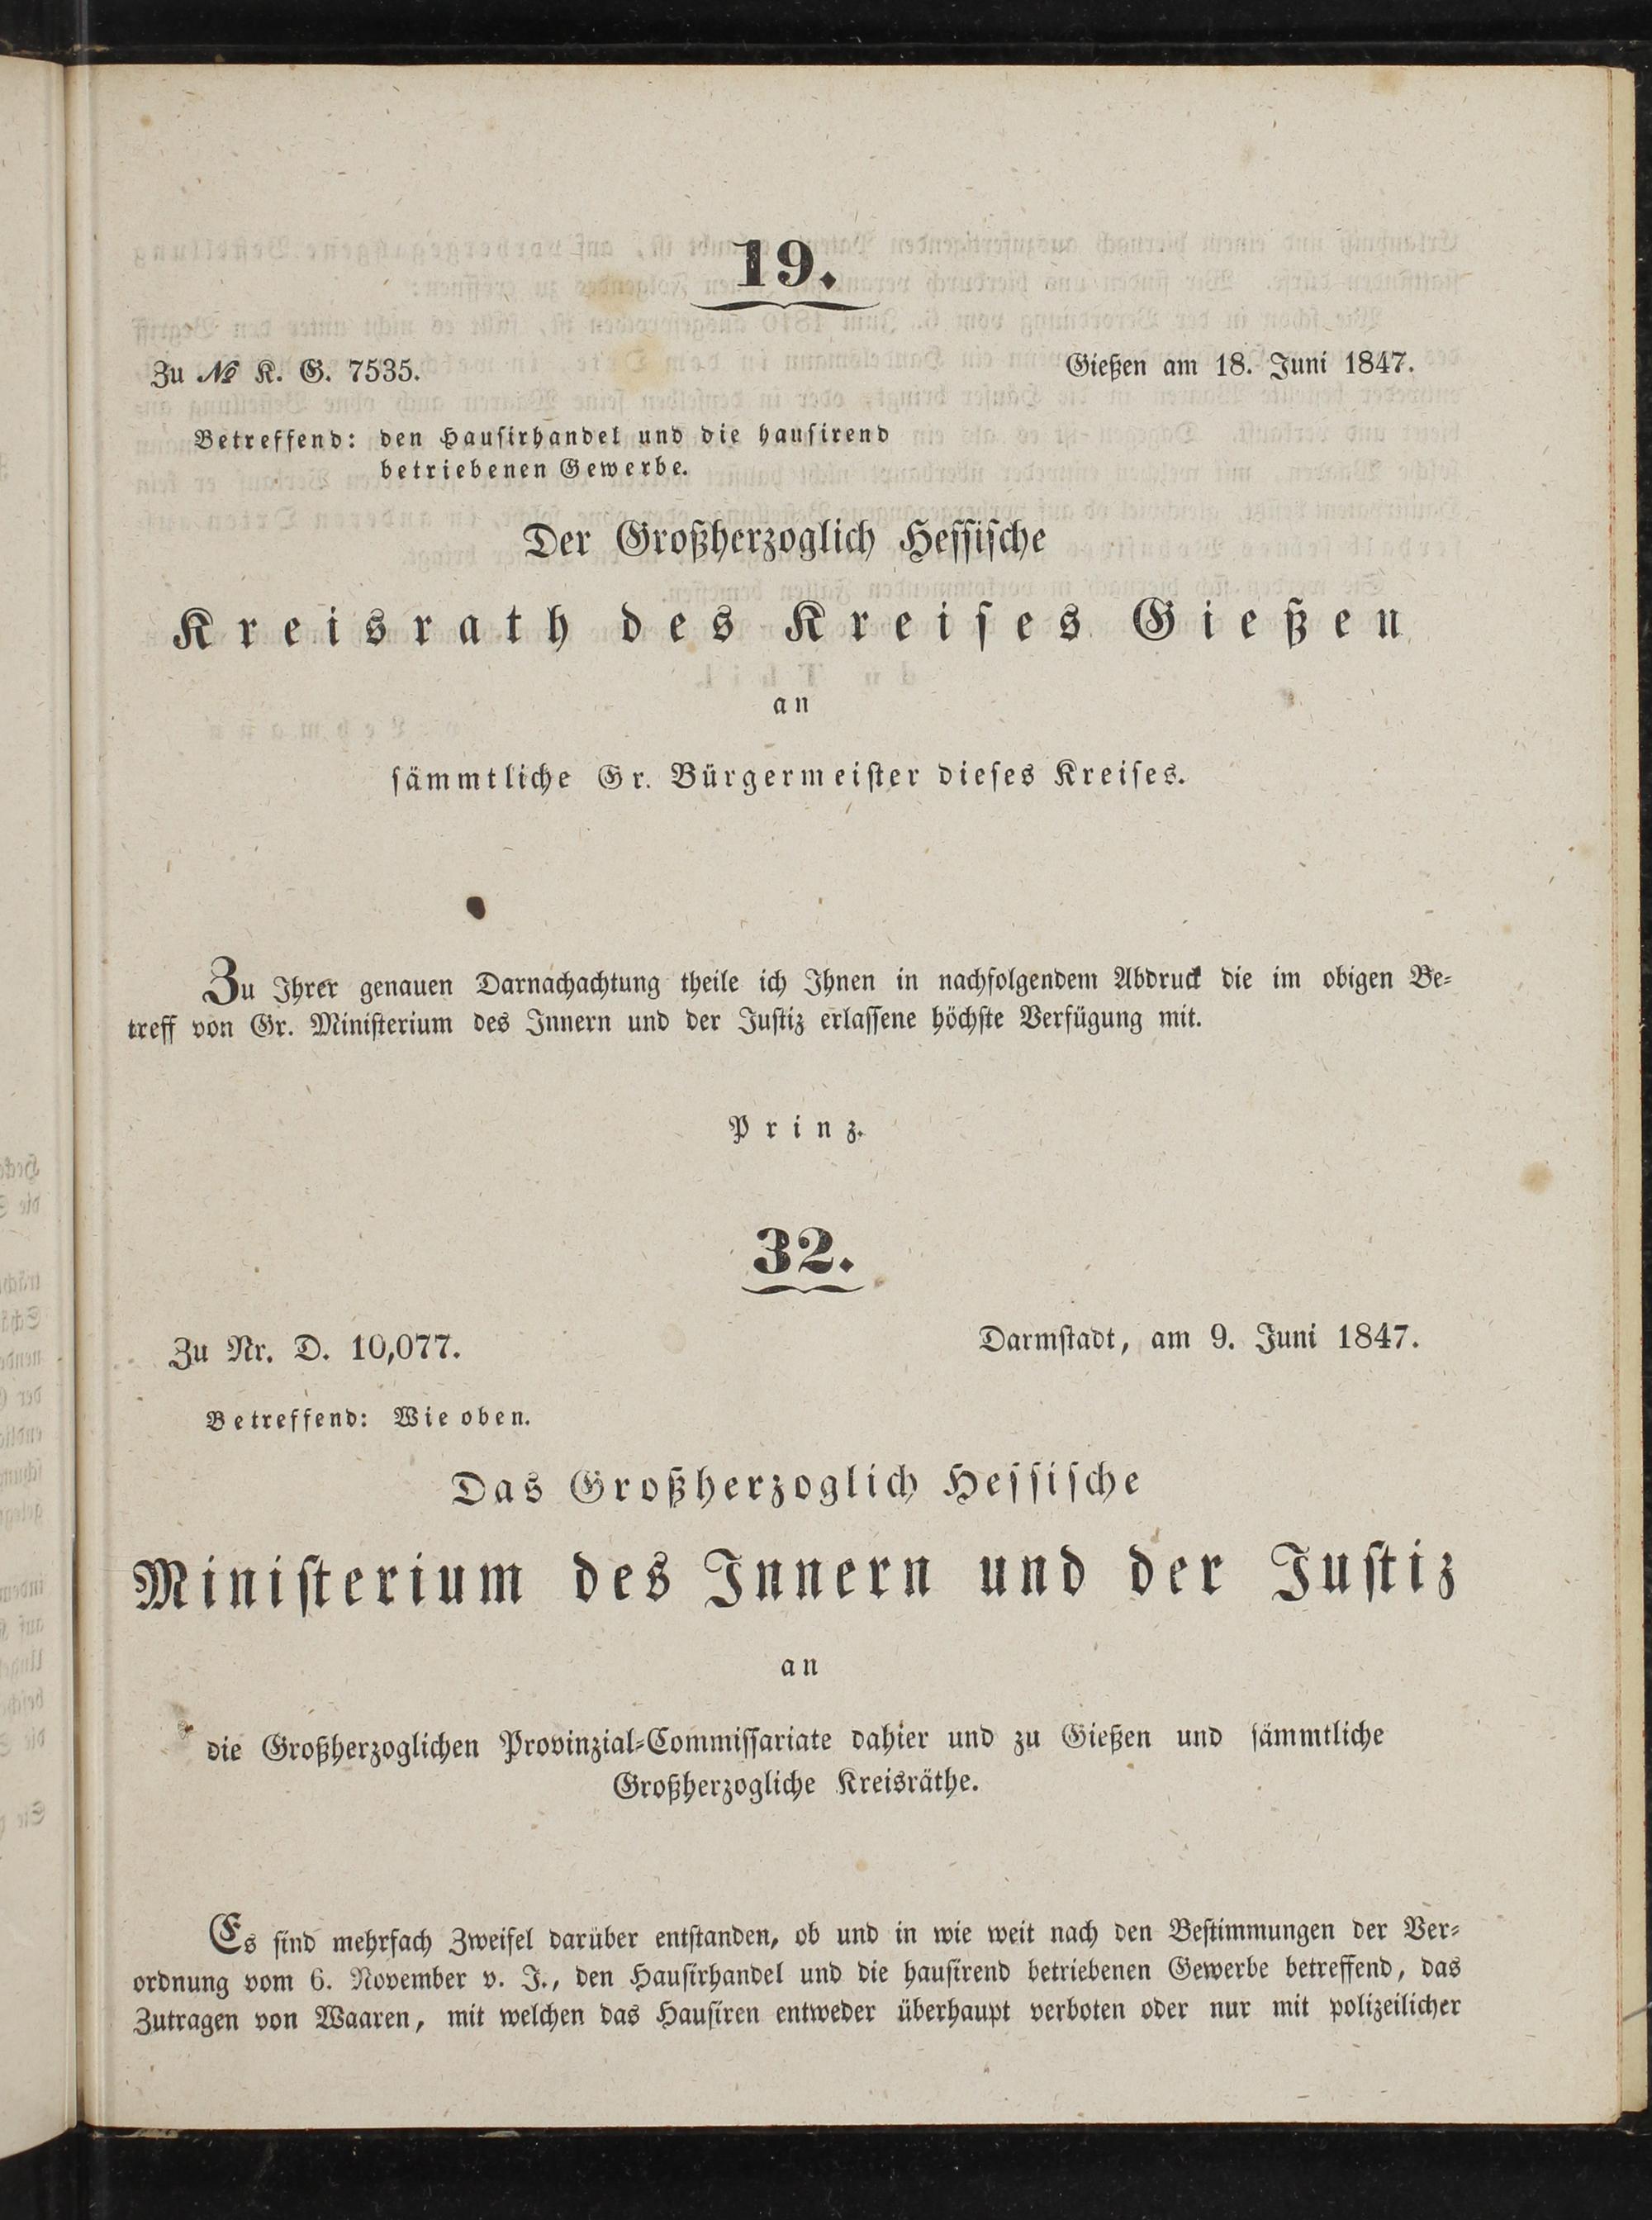 19.
Zu № K. G. 7535.
Gießen am 18. Juni 1847.
Betreffend: den Hausirhandel und die hausirend
betriebenen Gewerbe.
Der Großherzoglich Hessische
Kreisrath des Kreises Gießen
an
sämmtliche Gr. Bürgermeister dieses Kreises.
Zu Ihrer genauen Darnachachtung theile ich Ihnen in nachfolgendem Abdruck die im obigen Be-
treff von Gr. Ministerium des Innern und der Justiz erlassene höchste Verfügung mit.
Prinz.
32.
Zu Nr. D. 10,077.
Darmstadt, am 9. Juni 1847.
Betreffend: Wie oben.
Das Großherzoglich Hessische
Ministerium des Innern und der Justiz
an
die Großherzoglichen Provinzial-Commissariate dahier und zu Gießen und sämmtliche
Großherzogliche Kreisräthe.
Es sind mehrfach Zweifel darüber entstanden, ob und in wie weit nach den Bestimmungen der Ver-
ordnung vom 6. November v. J., den Hausirhandel und die hausirend betriebenen Gewerbe betreffend, das
Zutragen von Waaren, mit welchen das Hausiren entweder überhaupt verboten oder nur mit polizeilicher